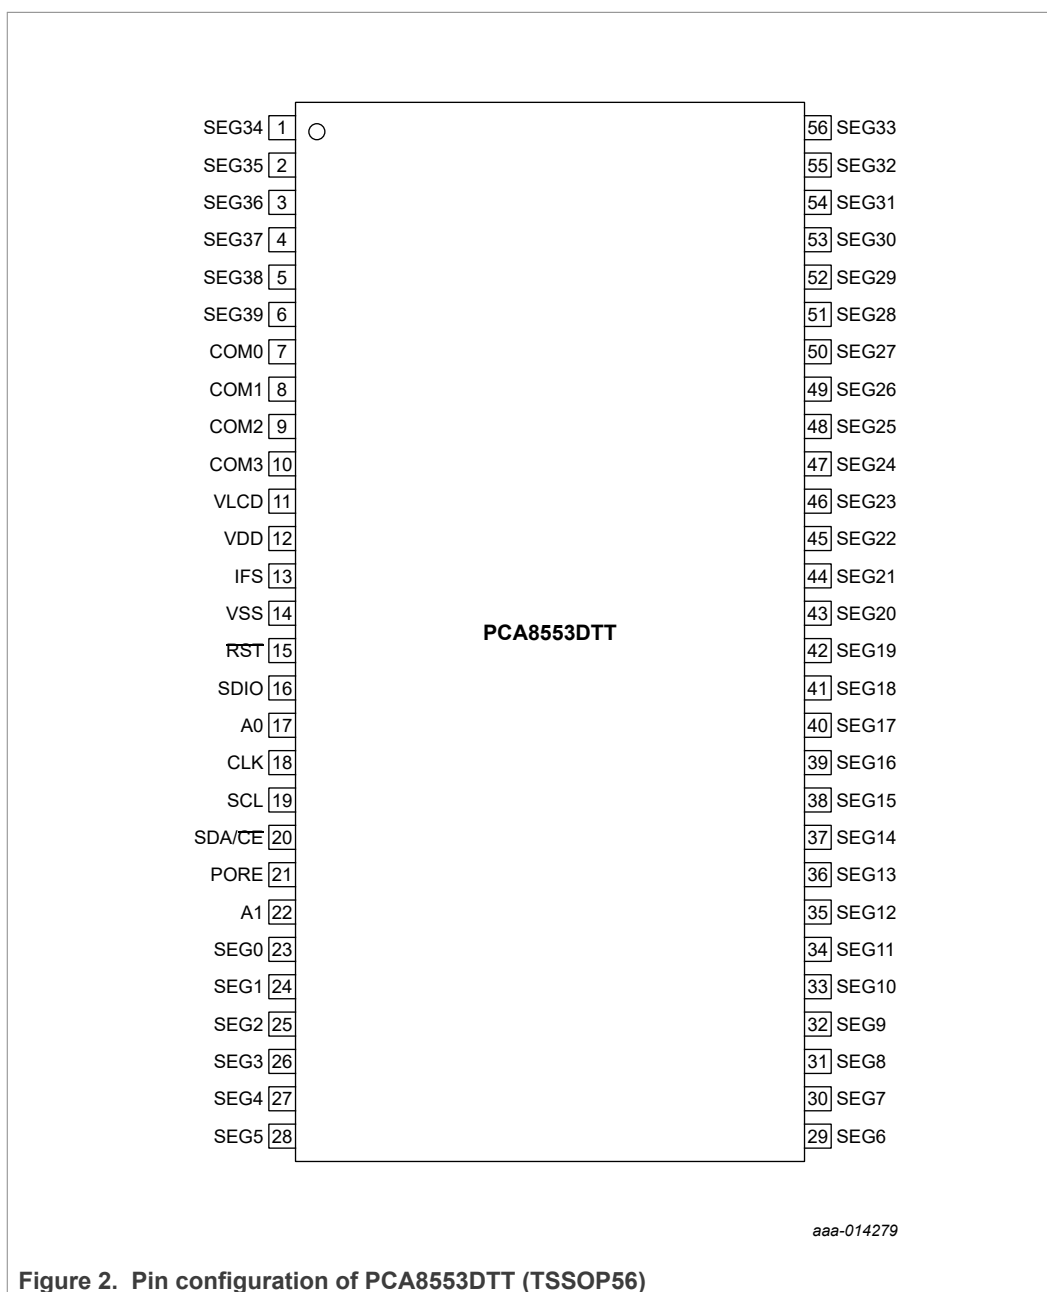 SEG34 1 56 SEG33
SEG35 2 55 SEG32
SEG36 3 54 SEG31
SEG37 4 53 SEG30
SEG38 5 52 SEG29
SEG39 6 51 SEG28
COM0 7 50 SEG27
COM1 8 49 SEG26
COM2 9 48 SEG25
COM3 10 47 SEG24
VLCD 11 46 SEG23
VDD 12 45 SEG22
IFS 13 44 SEG21
VSS 14 43 SEG20
PCA8553DTT
R̅S̅T̅ 15 42 SEG19
SDIO 16 41 SEG18
A0 17 40 SEG17
CLK 18 39 SEG16
SCL 19 38 SEG15
SDA/C̅E̅ 20 37 SEG14
PORE 21 36 SEG13
A1 22 35 SEG12
SEG0 23 34 SEG11
SEG1 24 33 SEG10
SEG2 25 32 SEG9
SEG3 26 31 SEG8
SEG4 27 30 SEG7
SEG5 28 29 SEG6
aaa-014279
Figure 2. Pin configuration of PCA8553DTT (TSSOP56)